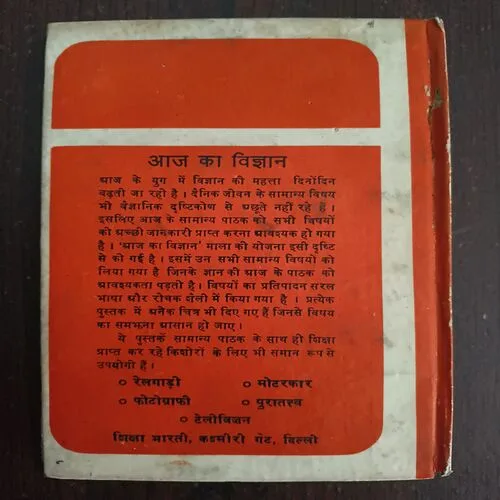 आज का विज्ञान
आज के युग में विज्ञान की महत्ता दिनोंदिन
बढ़ती जा रही है । दैनिक जीवन के सामान्य विषय
भी वैज्ञानिक दृष्टिकोण से अछूते नहीं रहे हैं ।
इसलिए आज के सामान्य पाठक को सभी विषयों
की अच्छी जानकारी प्राप्त करना आवश्यक हो गया
है । 'आज का विज्ञान' माला की योजना इसी दृष्टि
से की गई है । इसमें उन सभी सामान्य विषयों को
लिया गया है जिनके ज्ञान की आज के पाठक को
आवश्यकता पड़ती है । विषयों का प्रतिपादन सरल
भाषा और रोचक शैली में किया गया है । प्रत्येक
पुस्तक में अनेक चित्र भी दिए गए हैं जिनसे विषय
का समझना आसान हो जाए ।
ये पुस्तकें सामान्य पाठक के साथ ही शिक्षा
प्राप्त कर रहे किशोरों के लिए भी समान रूप से
उपयोगी हैं ।
○ रेलगाड़ी ○ मोटरकार
○ फोटोग्राफी ○ पुरातत्त्व
○ टेलीविज़न
शिक्षा भारती, कश्मीरी गेट, दिल्ली